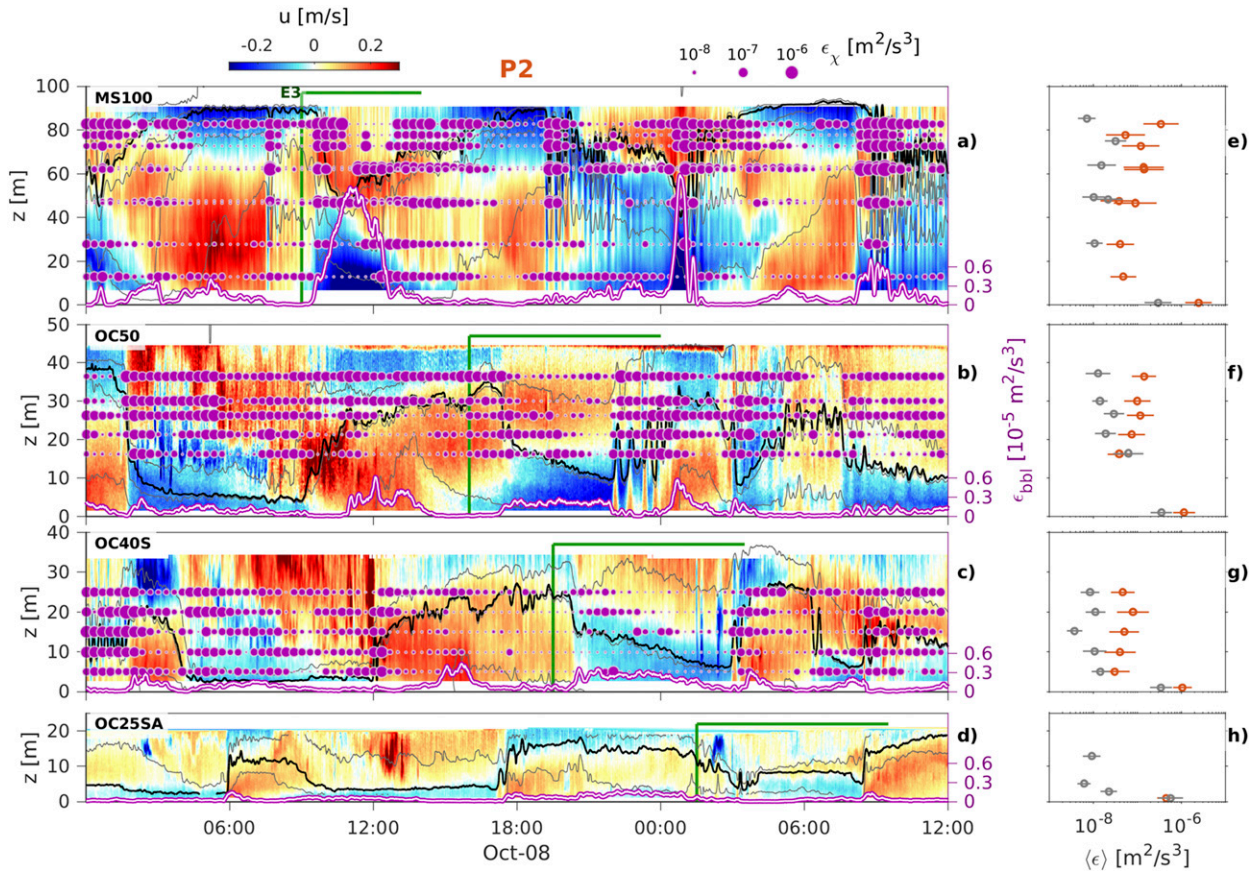 u [m/s]
-0.2 0 0.2
P2
10-8 10-7 10-6 ϵχ [m2/s3]
MS100
E3
a)
e)
z [m]
100
80
60
40
20
0
0.6
0.3
0
OC50
b)
f)
z [m]
50
40
30
20
10
0
0.6
0.3
0
ϵbbl [10-5 m2/s3]
OC40S
c)
g)
z [m]
40
30
20
10
0
0.6
0.3
0
OC25SA
d)
h)
z [m]
20
10
0
0.6
0.3
0
06:00 12:00 18:00 00:00 06:00 12:00
Oct-08
10-8 10-6
⟨ϵ⟩ [m2/s3]